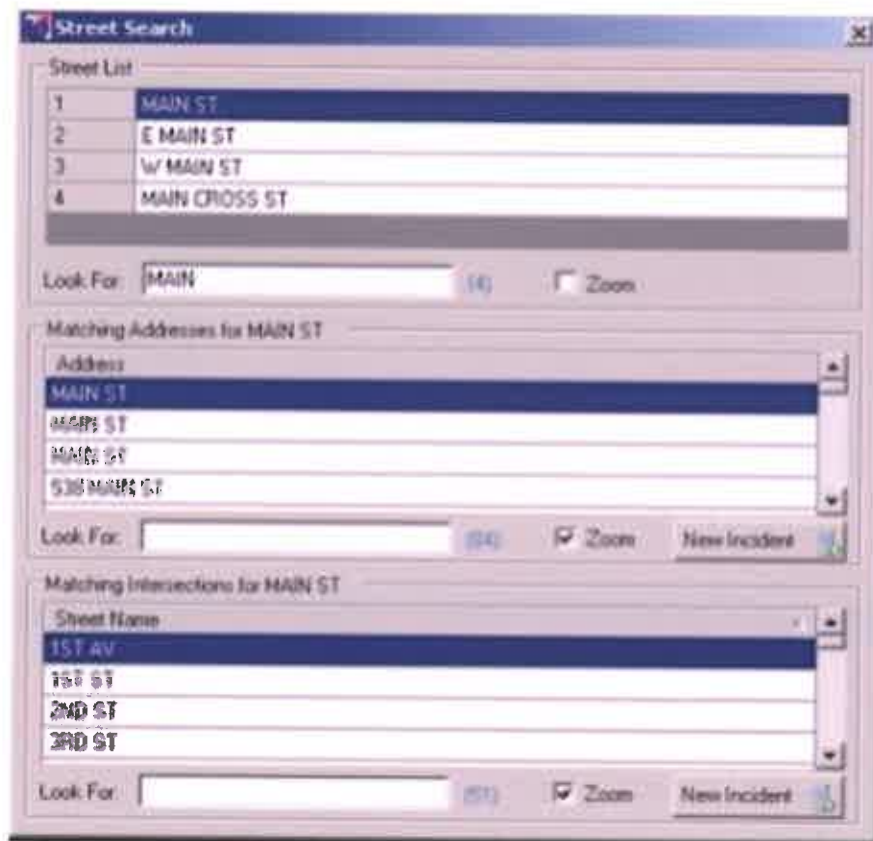 Street Search
Street List
1 MAIN ST
2 E MAIN ST
3 W MAIN ST
4 MAIN CROSS ST
Look For: MAIN (4) Zoom
Matching Addresses for MAIN ST
Address
MAIN ST
MAIN ST
MAIN ST
538 MAIN ST
Look For: Zoom New Incident
Matching Intersections for MAIN ST
Street Name
1ST AV
1ST ST
2ND ST
3RD ST
Look For: (51) Zoom New Incident